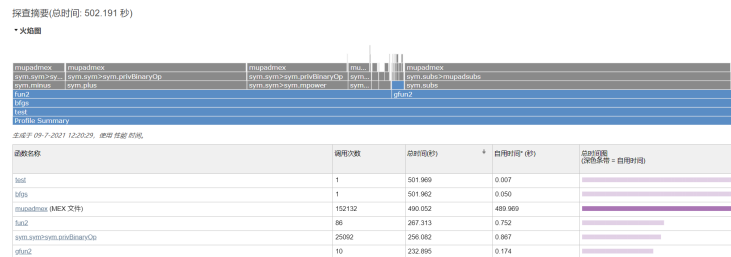 探查摘要(总时间: 502.191 秒)
▼火焰图
mupadmex mupadmex mupadmex mu... mupadmex
sym.sym>sy... sym.sym>sym.privBinaryOp sym.sym>sym.privBinaryOp sym... sym.subs>mupadsubs
sym.minus sym.plus sym.sym>sym.mpower sym... sym.subs
fun2 gfun2
bfgs
test
Profile Summary
生成于 09-7-2021 12:20:29，使用 性能 时间。
函数名称 调用次数 总时间(秒) 自用时间* (秒) 总时间图
(深色条带 = 自用时间)
test 1 501.969 0.007
bfgs 1 501.962 0.050
mupadmex (MEX 文件) 152132 490.052 489.969
fun2 86 267.313 0.752
sym.sym>sym.privBinaryOp 25092 256.082 0.867
gfun2 10 232.895 0.174